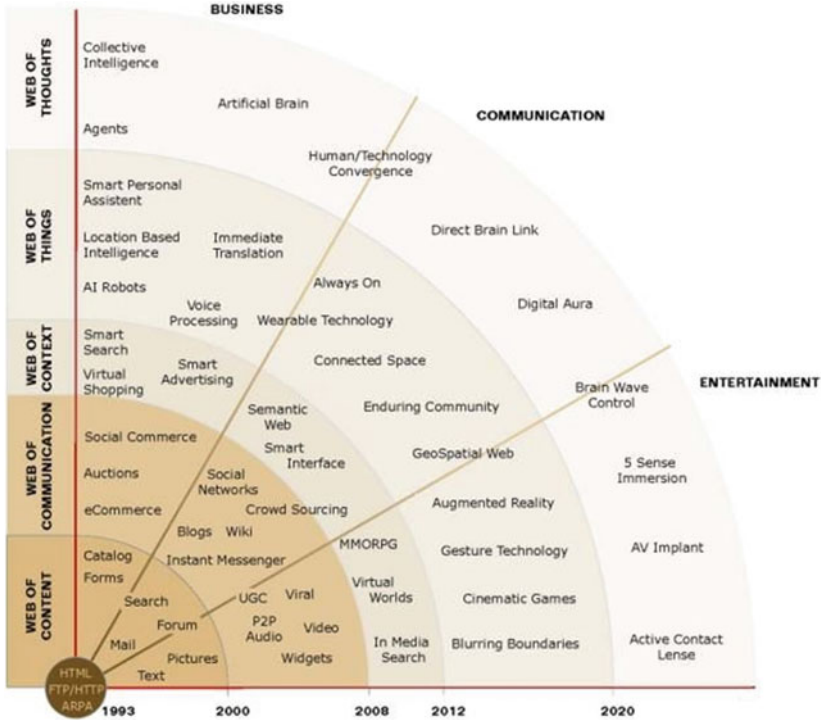 BUSINESS
COMMUNICATION
ENTERTAINMENT
WEB OF
THOUGHTS
Collective
Intelligence
Artificial Brain
Agents
Human/Technology
Convergence
Direct Brain Link
Digital Aura
Brain Wave
Control
5 Sense
Immersion
AV Implant
Active Contact
Lense
WEB OF
THINGS
Smart Personal
Assistent
Location Based
Intelligence
Immediate
Translation
AI Robots
Voice
Processing
Always On
Wearable Technology
Connected Space
Enduring Community
GeoSpatial Web
Augmented Reality
Gesture Technology
Cinematic Games
Blurring Boundaries
WEB OF
CONTEXT
Smart
Search
Virtual
Shopping
Smart
Advertising
Semantic
Web
Smart
Interface
MMORPG
Virtual
Worlds
In Media
Search
WEB OF
COMMUNICATION
Social Commerce
Auctions
eCommerce
Social
Networks
Crowd Sourcing
Blogs
Wiki
Instant Messenger
UGC
Viral
P2P
Audio
Video
Widgets
WEB OF
CONTENT
Catalog
Forms
Search
Forum
Mail
Pictures
Text
HTML
FTP/HTTP
ARPA
1993
2000
2008
2012
2020